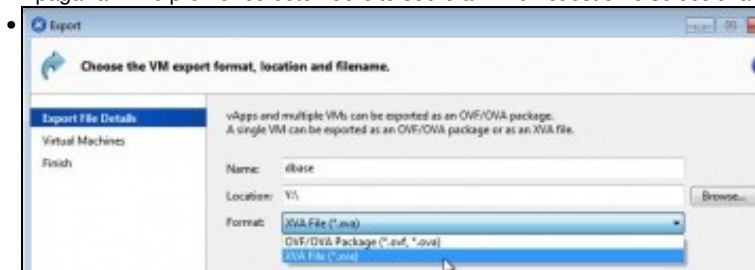 Export
Choose the VM export format, location and filename.
Export File Details
Virtual Machines
Finish
vApps and multiple VMs can be exported as an OVF/OVA package.
A single VM can be exported as an OVF/OVA package or as an XVA file.
Name: dbase
Location: Y:\ Browse...
Format: XVA File (*.xva)
OVF/OVA Package (*.ovf, *.ova)
XVA File (*.xva)